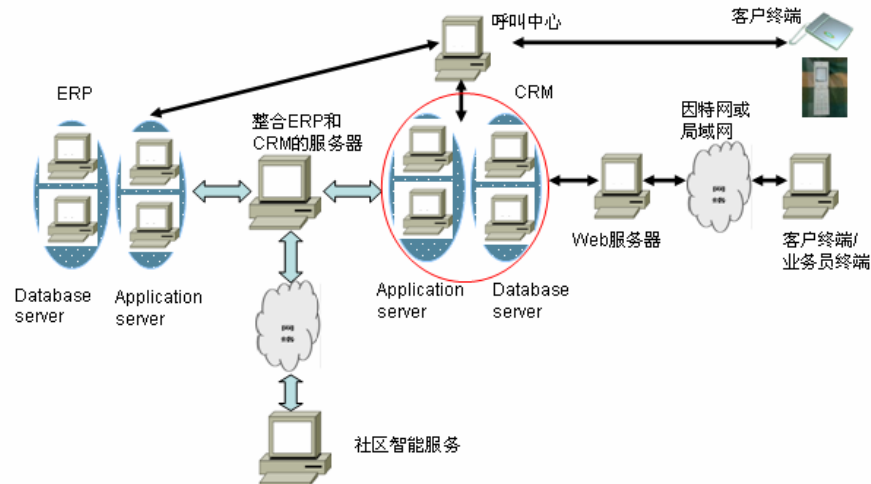 呼叫中心
客户终端
ERP
CRM
整合ERP和
CRM的服务器
因特网或
局域网
Web服务器
客户终端/
业务员终端
Database
server
Application
server
Application
server
Database
server
社区智能服务